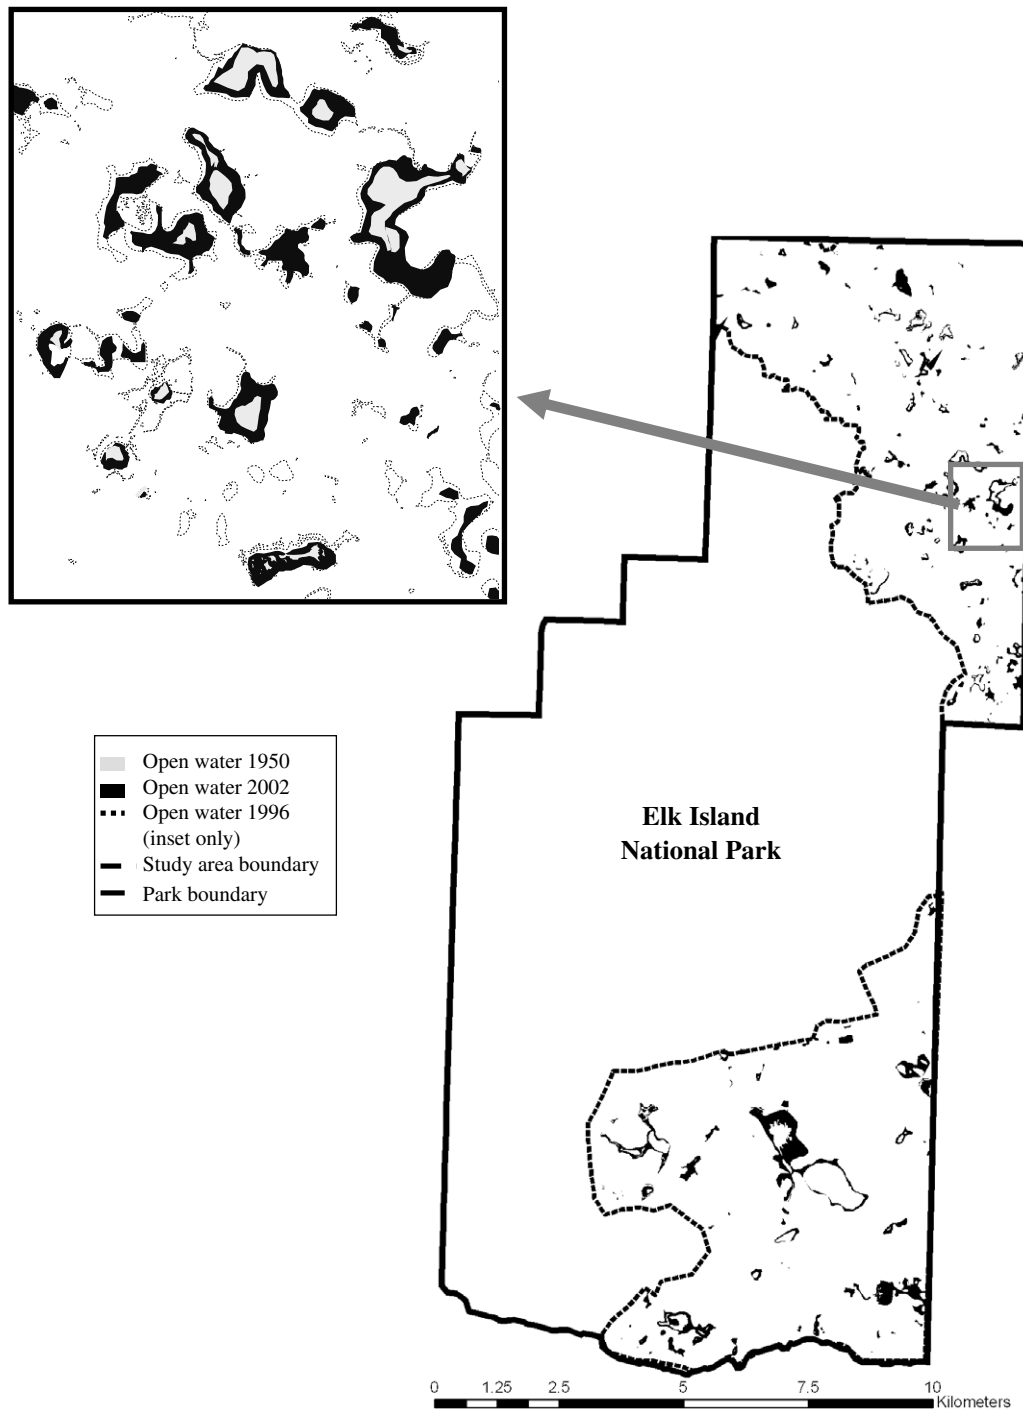 Open water 1950
Open water 2002
Open water 1996
(inset only)
Study area boundary
Park boundary
Elk Island
National Park
0 1.25 2.5 5 7.5 10
Kilometers